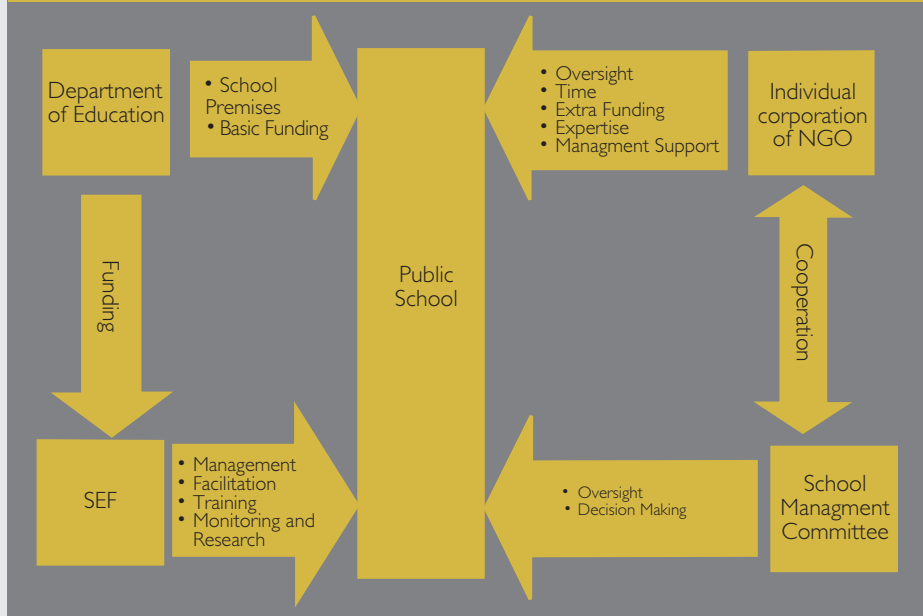 Department
of Education
• School
Premises
• Basic Funding
Public
School
• Oversight
• Time
• Extra Funding
• Expertise
• Managment Support
Individual
corporation
of NGO
Funding
Cooperation
SEF
• Management
• Facilitation
• Training
• Monitoring and
Research
• Oversight
• Decision Making
School
Managment
Committee